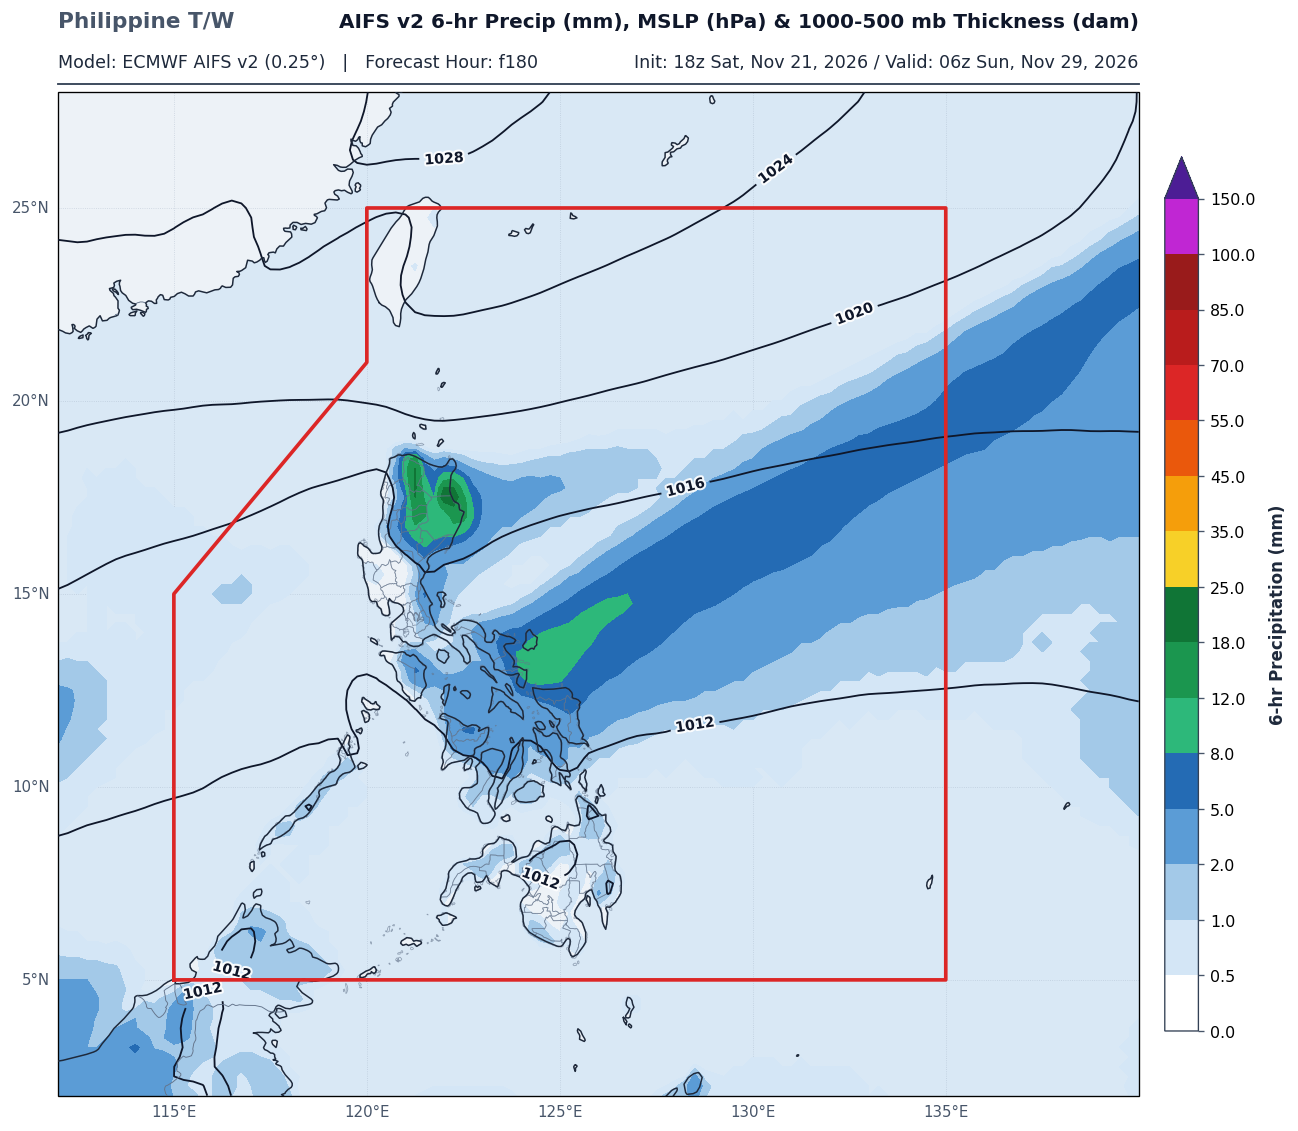 Philippine T/W
AIFS v2 6-hr Precip (mm), MSLP (hPa) & 1000-500 mb Thickness (dam)
Model: ECMWF AIFS v2 (0.25°)   |   Forecast Hour: f180
Init: 18z Sat, Nov 21, 2026 / Valid: 06z Sun, Nov 29, 2026
1028
1024
1020
1016
1012
1012
1012
1012
25°N
20°N
15°N
10°N
5°N
115°E
120°E
125°E
130°E
135°E
150.0
100.0
85.0
70.0
55.0
45.0
35.0
25.0
18.0
12.0
8.0
5.0
2.0
1.0
0.5
0.0
6-hr Precipitation (mm)